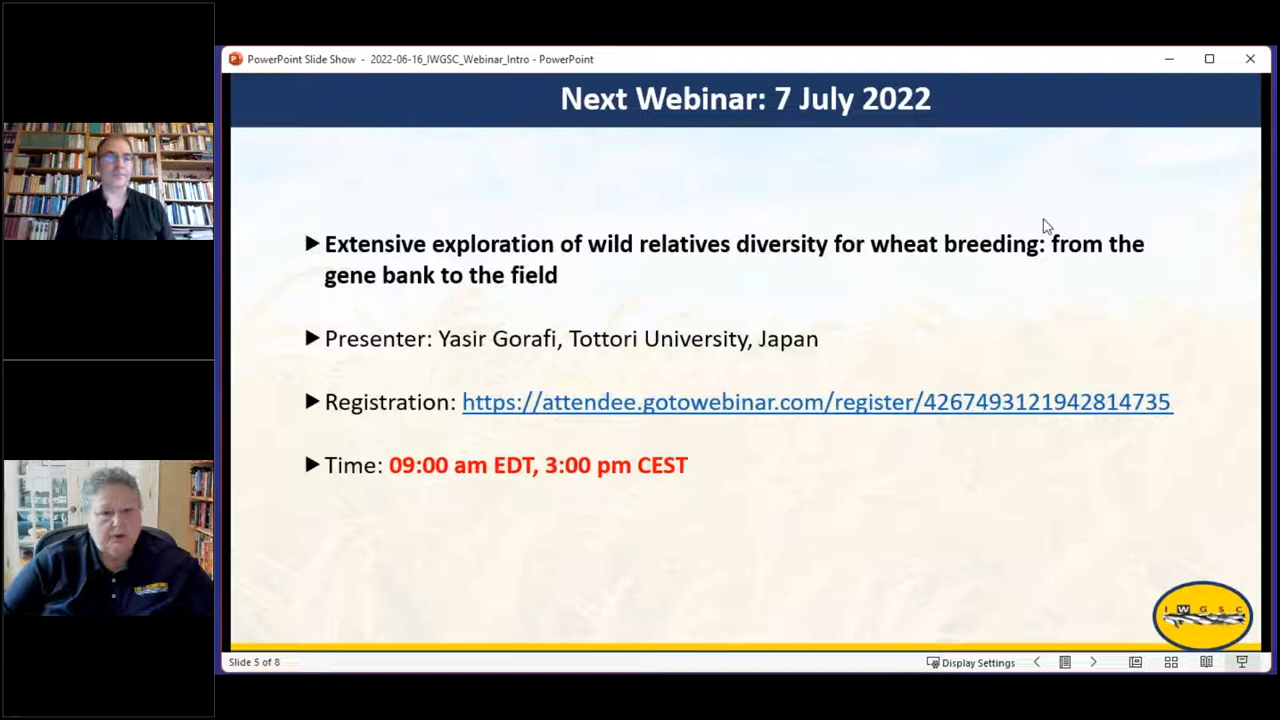 PowerPoint Slide Show - 2022-06-16_IWGSC_Webinar_Intro - PowerPoint
Next Webinar: 7 July 2022
Extensive exploration of wild relatives diversity for wheat breeding: from the
gene bank to the field
Presenter: Yasir Gorafi, Tottori University, Japan
Registration: https://attendee.gotowebinar.com/register/4267493121942814735
Time: 09:00 am EDT, 3:00 pm CEST
I W G S C
Slide 5 of 8
Display Settings